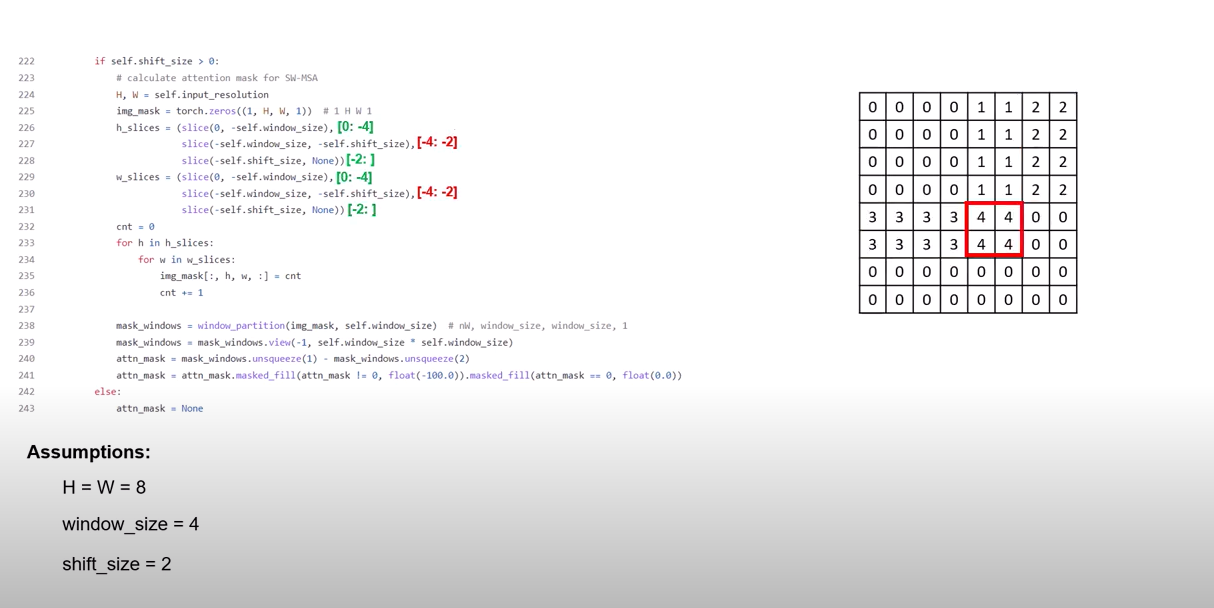 222 if self.shift_size > 0:
223 # calculate attention mask for SW-MSA
224 H, W = self.input_resolution
225 img_mask = torch.zeros((1, H, W, 1)) # 1 H W 1
226 h_slices = (slice(0, -self.window_size), [0: -4]
227 slice(-self.window_size, -self.shift_size), [-4: -2]
228 slice(-self.shift_size, None)) [-2: ]
229 w_slices = (slice(0, -self.window_size), [0: -4]
230 slice(-self.window_size, -self.shift_size), [-4: -2]
231 slice(-self.shift_size, None)) [-2: ]
232 cnt = 0
233 for h in h_slices:
234 for w in w_slices:
235 img_mask[:, h, w, :] = cnt
236 cnt += 1
237
238 mask_windows = window_partition(img_mask, self.window_size) # nW, window_size, window_size, 1
239 mask_windows = mask_windows.view(-1, self.window_size * self.window_size)
240 attn_mask = mask_windows.unsqueeze(1) - mask_windows.unsqueeze(2)
241 attn_mask = attn_mask.masked_fill(attn_mask != 0, float(-100.0)).masked_fill(attn_mask == 0, float(0.0))
242 else:
243 attn_mask = None
0 0 0 0 1 1 2 2
0 0 0 0 1 1 2 2
0 0 0 0 1 1 2 2
0 0 0 0 1 1 2 2
3 3 3 3 4 4 0 0
3 3 3 3 4 4 0 0
0 0 0 0 0 0 0 0
0 0 0 0 0 0 0 0
Assumptions:
H = W = 8
window_size = 4
shift_size = 2